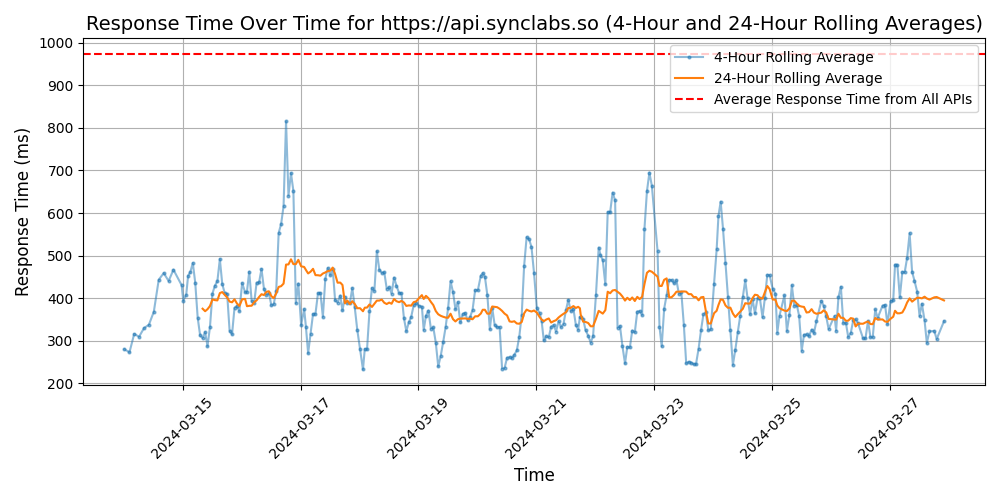 Response Time Over Time for https://api.synclabs.so (4-Hour and 24-Hour Rolling Averages)
4-Hour Rolling Average
24-Hour Rolling Average
Average Response Time from All APIs
Response Time (ms)
1000
900
800
700
600
500
400
300
200
2024-03-15
2024-03-17
2024-03-19
2024-03-21
2024-03-23
2024-03-25
2024-03-27
Time